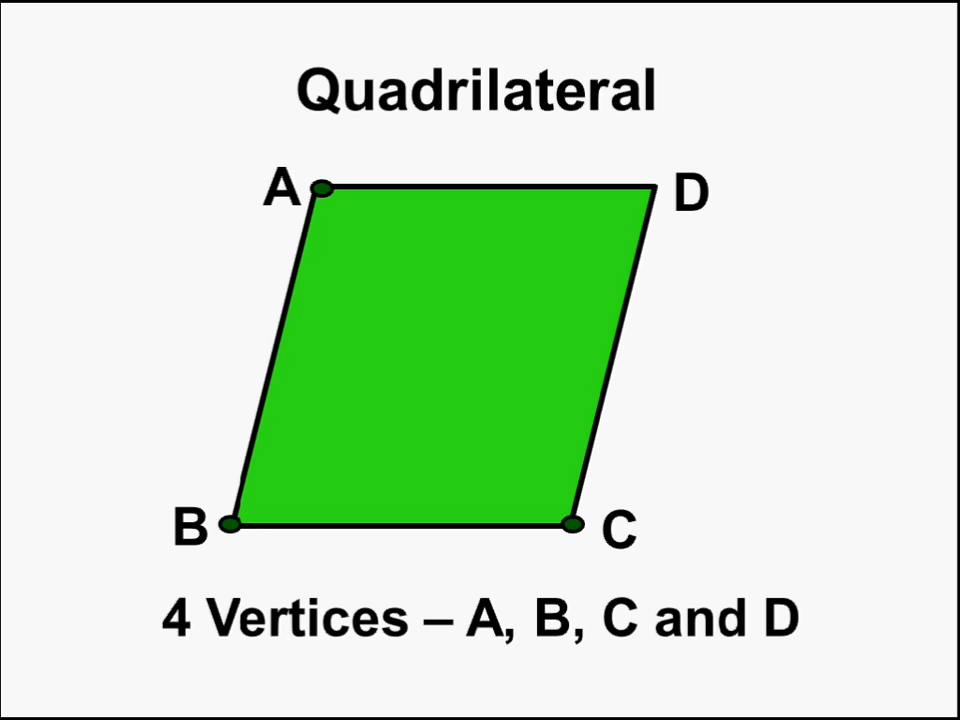 Quadrilateral
A
D
B
C
4 Vertices – A, B, C and D